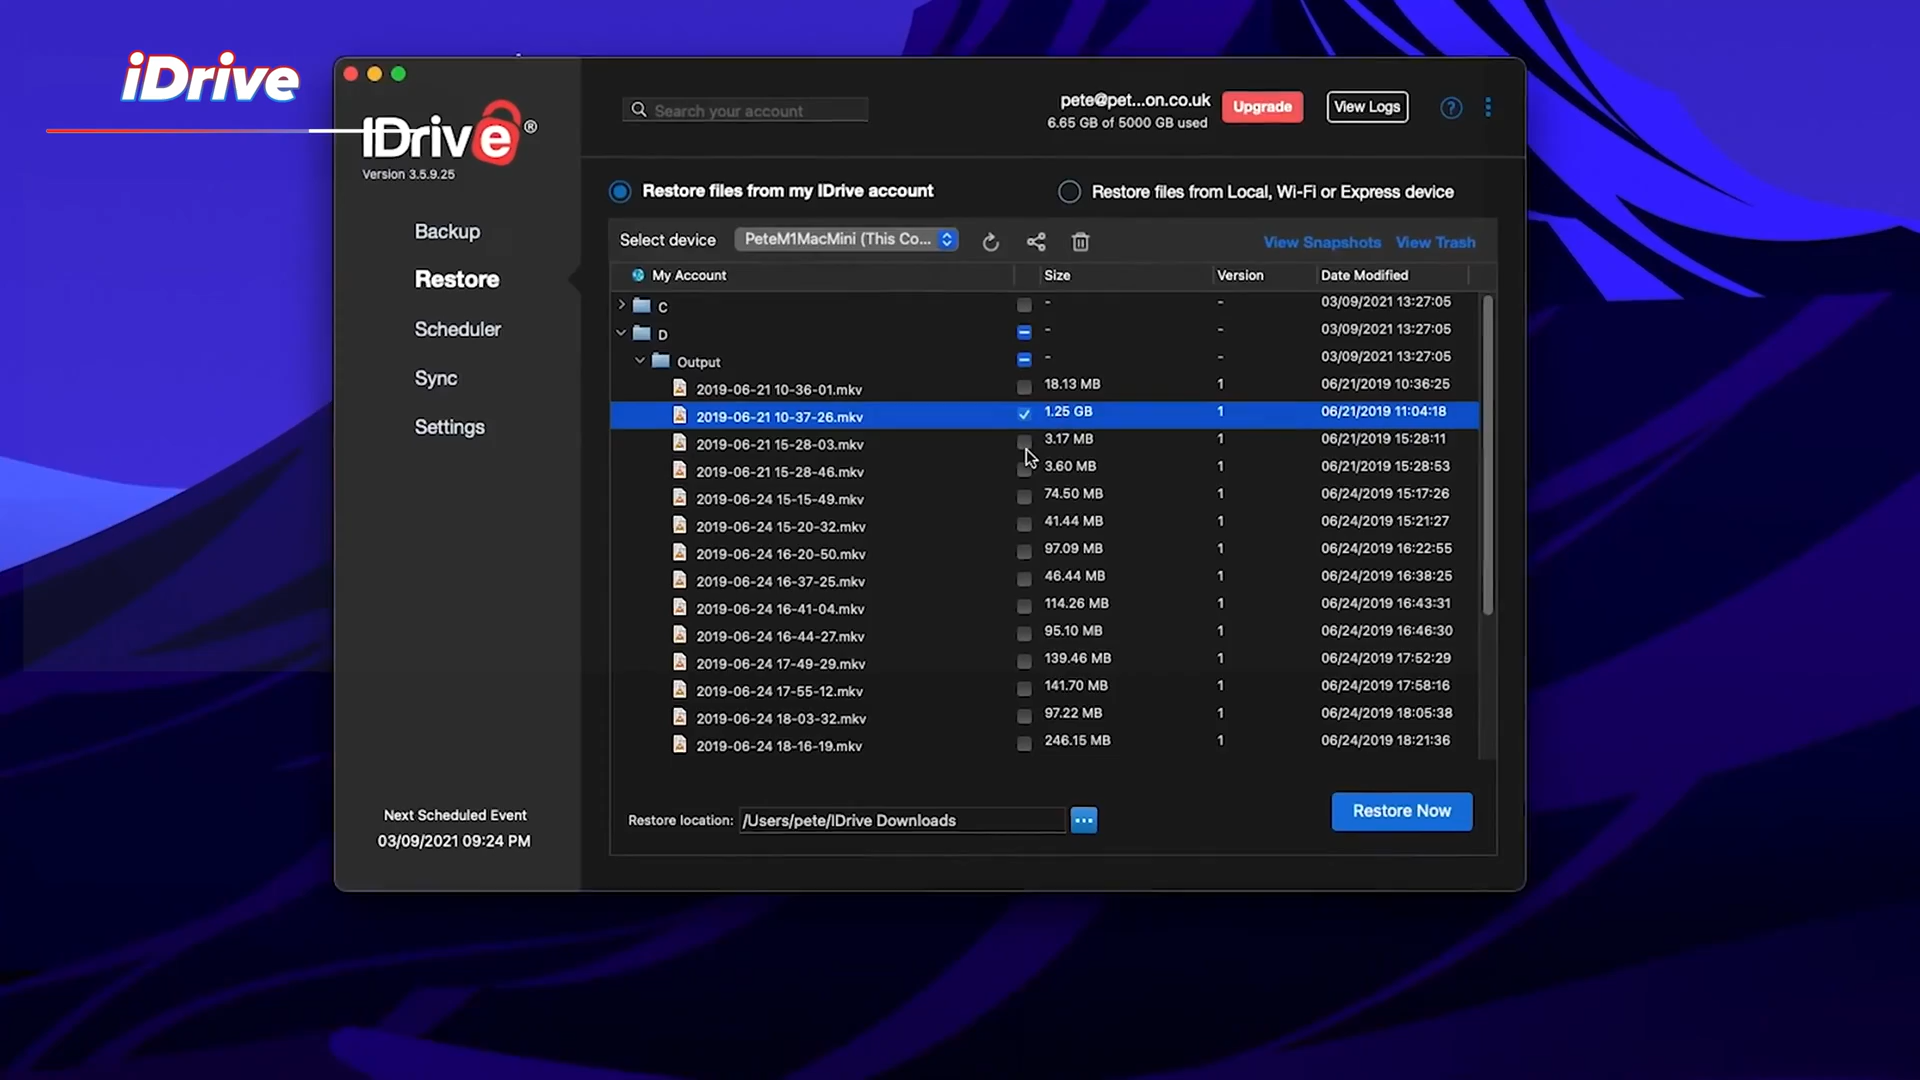 iDrive
IDrive®
Version 3.5.9.25
Backup
Restore
Scheduler
Sync
Settings
Next Scheduled Event
03/09/2021 09:24 PM
Search your account
pete@pet...on.co.uk
6.65 GB of 5000 GB used
Upgrade
View Logs
?
Restore files from my IDrive account
Restore files from Local, Wi-Fi or Express device
Select device PeteM1MacMini (This Co... View Snapshots View Trash
My Account Size Version Date Modified
C - - 03/09/2021 13:27:05
D - - 03/09/2021 13:27:05
Output - - 03/09/2021 13:27:05
2019-06-21 10-36-01.mkv 18.13 MB 1 06/21/2019 10:36:25
2019-06-21 10-37-26.mkv 1.25 GB 1 06/21/2019 11:04:18
2019-06-21 15-28-03.mkv 3.17 MB 1 06/21/2019 15:28:11
2019-06-21 15-28-46.mkv 3.60 MB 1 06/21/2019 15:28:53
2019-06-24 15-15-49.mkv 74.50 MB 1 06/24/2019 15:17:26
2019-06-24 15-20-32.mkv 41.44 MB 1 06/24/2019 15:21:27
2019-06-24 16-20-50.mkv 97.09 MB 1 06/24/2019 16:22:55
2019-06-24 16-37-25.mkv 46.44 MB 1 06/24/2019 16:38:25
2019-06-24 16-41-04.mkv 114.26 MB 1 06/24/2019 16:43:31
2019-06-24 16-44-27.mkv 95.10 MB 1 06/24/2019 16:46:30
2019-06-24 17-49-29.mkv 139.46 MB 1 06/24/2019 17:52:29
2019-06-24 17-55-12.mkv 141.70 MB 1 06/24/2019 17:58:16
2019-06-24 18-03-32.mkv 97.22 MB 1 06/24/2019 18:05:38
2019-06-24 18-16-19.mkv 246.15 MB 1 06/24/2019 18:21:36
Restore location: /Users/pete/IDrive Downloads ...
Restore Now